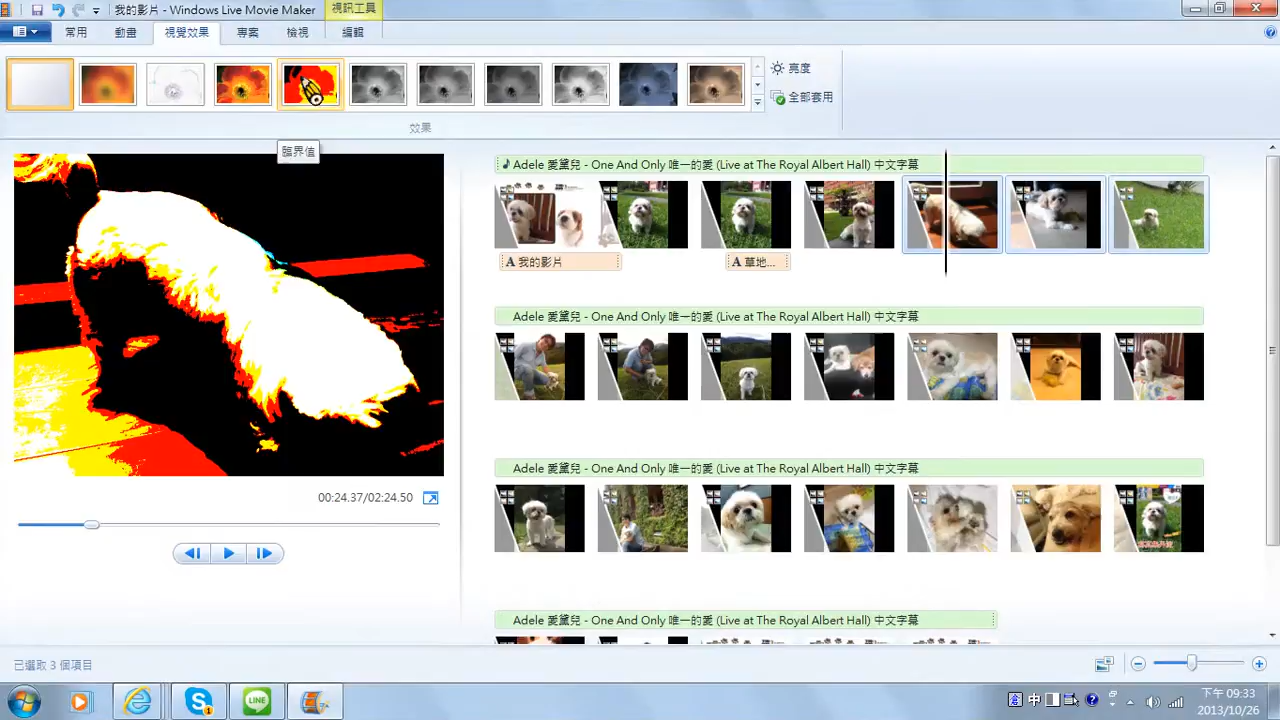 我的影片 - Windows Live Movie Maker
視訊工具
常用
動畫
視覺效果
專案
檢視
編輯
亮度
全部套用
效果
臨界值
Adele 愛黛兒 - One And Only 唯一的愛 (Live at The Royal Albert Hall) 中文字幕
A 我的影片
A 草地...
Adele 愛黛兒 - One And Only 唯一的愛 (Live at The Royal Albert Hall) 中文字幕
Adele 愛黛兒 - One And Only 唯一的愛 (Live at The Royal Albert Hall) 中文字幕
Adele 愛黛兒 - One And Only 唯一的愛 (Live at The Royal Albert Hall) 中文字幕
00:24.37/02:24.50
已選取 3 個項目
LINE
中
下午 09:33
2013/10/26